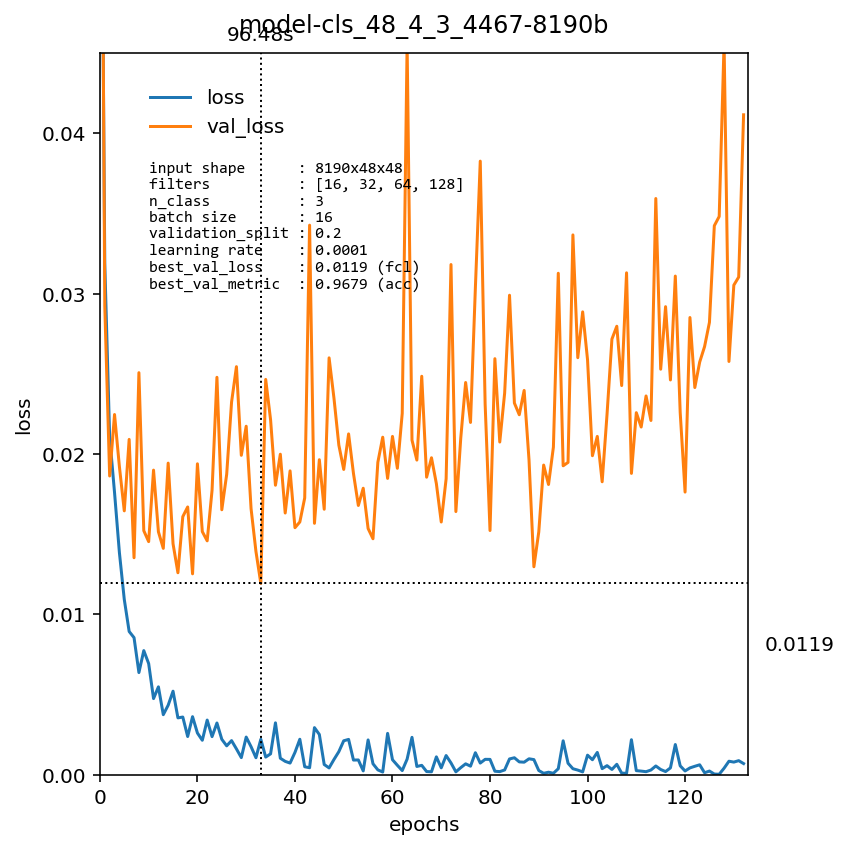 model-cls_48_4_3_4467-8190b
96.48s
loss
val_loss
input shape : 8190x48x48
filters : [16, 32, 64, 128]
n_class : 3
batch size : 16
validation_split : 0.2
learning rate : 0.0001
best_val_loss : 0.0119 (fcl)
best_val_metric : 0.9679 (acc)
0.04
0.03
0.02
0.01
0.00
loss
0.0119
0 20 40 60 80 100 120
epochs